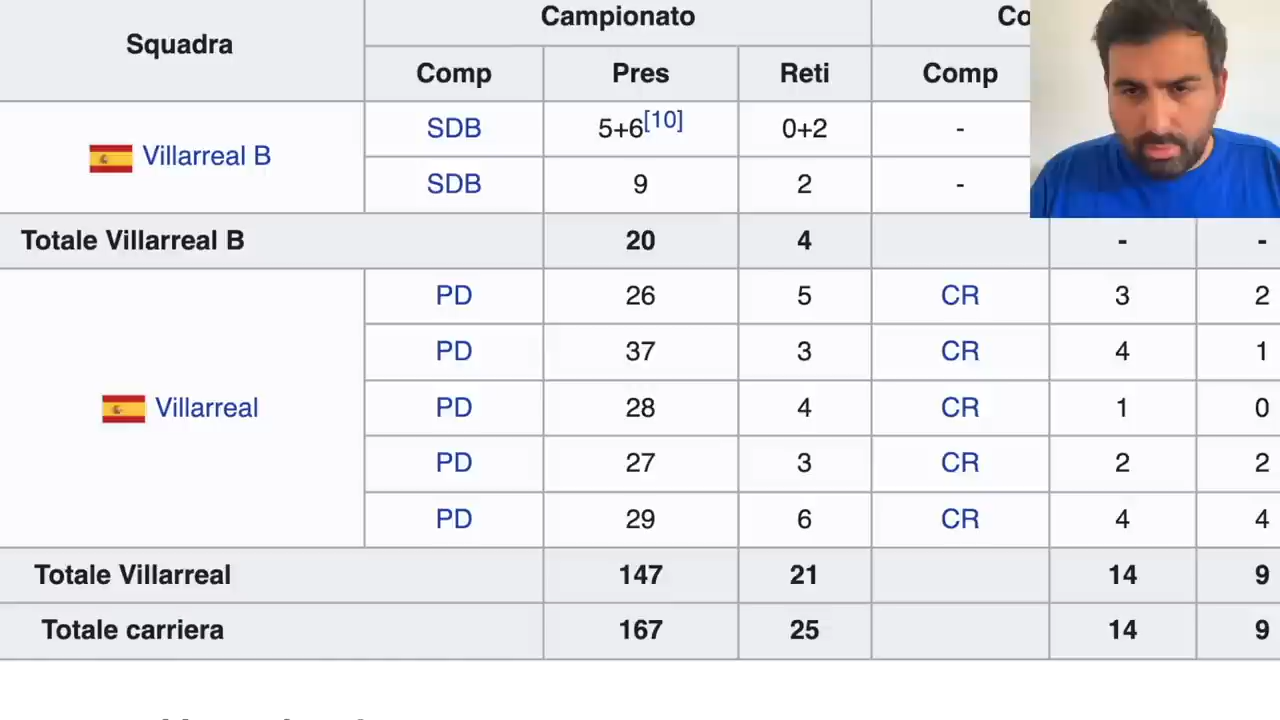 Squadra Campionato Co
Comp Pres Reti Comp
Villarreal B SDB 5+6[10] 0+2 -
SDB 9 2 -
Totale Villarreal B 20 4 - -
Villarreal PD 26 5 CR 3 2
PD 37 3 CR 4 1
PD 28 4 CR 1 0
PD 27 3 CR 2 2
PD 29 6 CR 4 4
Totale Villarreal 147 21 14 9
Totale carriera 167 25 14 9